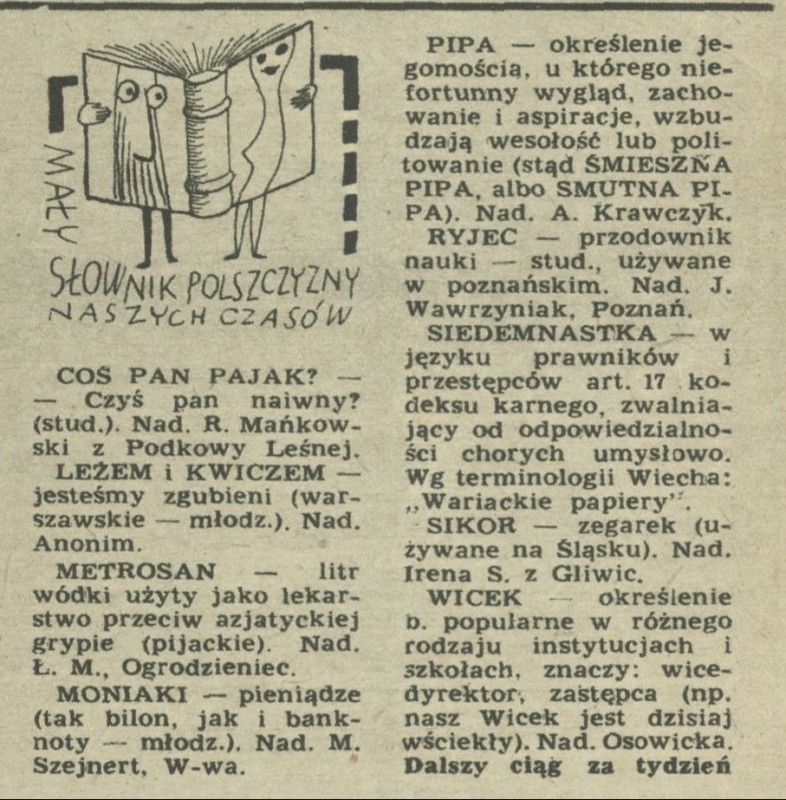 MAŁY
SŁOWNIK POLSZCZYZNY
NASZYCH CZASÓW
COŚ PAN PAJAK? —
— Czyś pan naiwny?
(stud.). Nad. R. Mańkow-
ski z Podkowy Leśnej.
LEŻEM i KWICZEM —
jesteśmy zgubieni (war-
szawskie — młodz.). Nad.
Anonim.
METROSAN — litr
wódki użyty jako lekar-
stwo przeciw azjatyckiej
grypie (pijackie). Nad.
Ł. M., Ogrodzieniec.
MONIAKI — pieniądze
(tak bilon, jak i bank-
noty — młodz.). Nad. M.
Szejnert, W-wa.
PIPA — określenie je-
gomościa, u którego nie-
fortunny wygląd, zacho-
wanie i aspiracje, wzbu-
dzają wesołość lub poli-
towanie (stąd ŚMIESZNA
PIPA, albo SMUTNA PI-
PA). Nad. A. Krawczyk.
RYJEC — przodownik
nauki — stud., używane
w poznańskim. Nad. J.
Wawrzyniak, Poznań.
SIEDEMNASTKA — w
języku prawników i
przestępców art. 17 ko-
deksu karnego, zwalnia-
jący od odpowiedzialno-
ści chorych umysłowo.
Wg terminologii Wiecha:
„Wariackie papiery”.
SIKOR — zegarek (u-
żywane na Śląsku). Nad.
Irena S. z Gliwic.
WICEK — określenie
b. popularne w różnego
rodzaju instytucjach i
szkołach, znaczy: wice-
dyrektor, zastępca (np.
nasz Wicek jest dzisiaj
wściekły). Nad. Osowicka.
Dalszy ciąg za tydzień